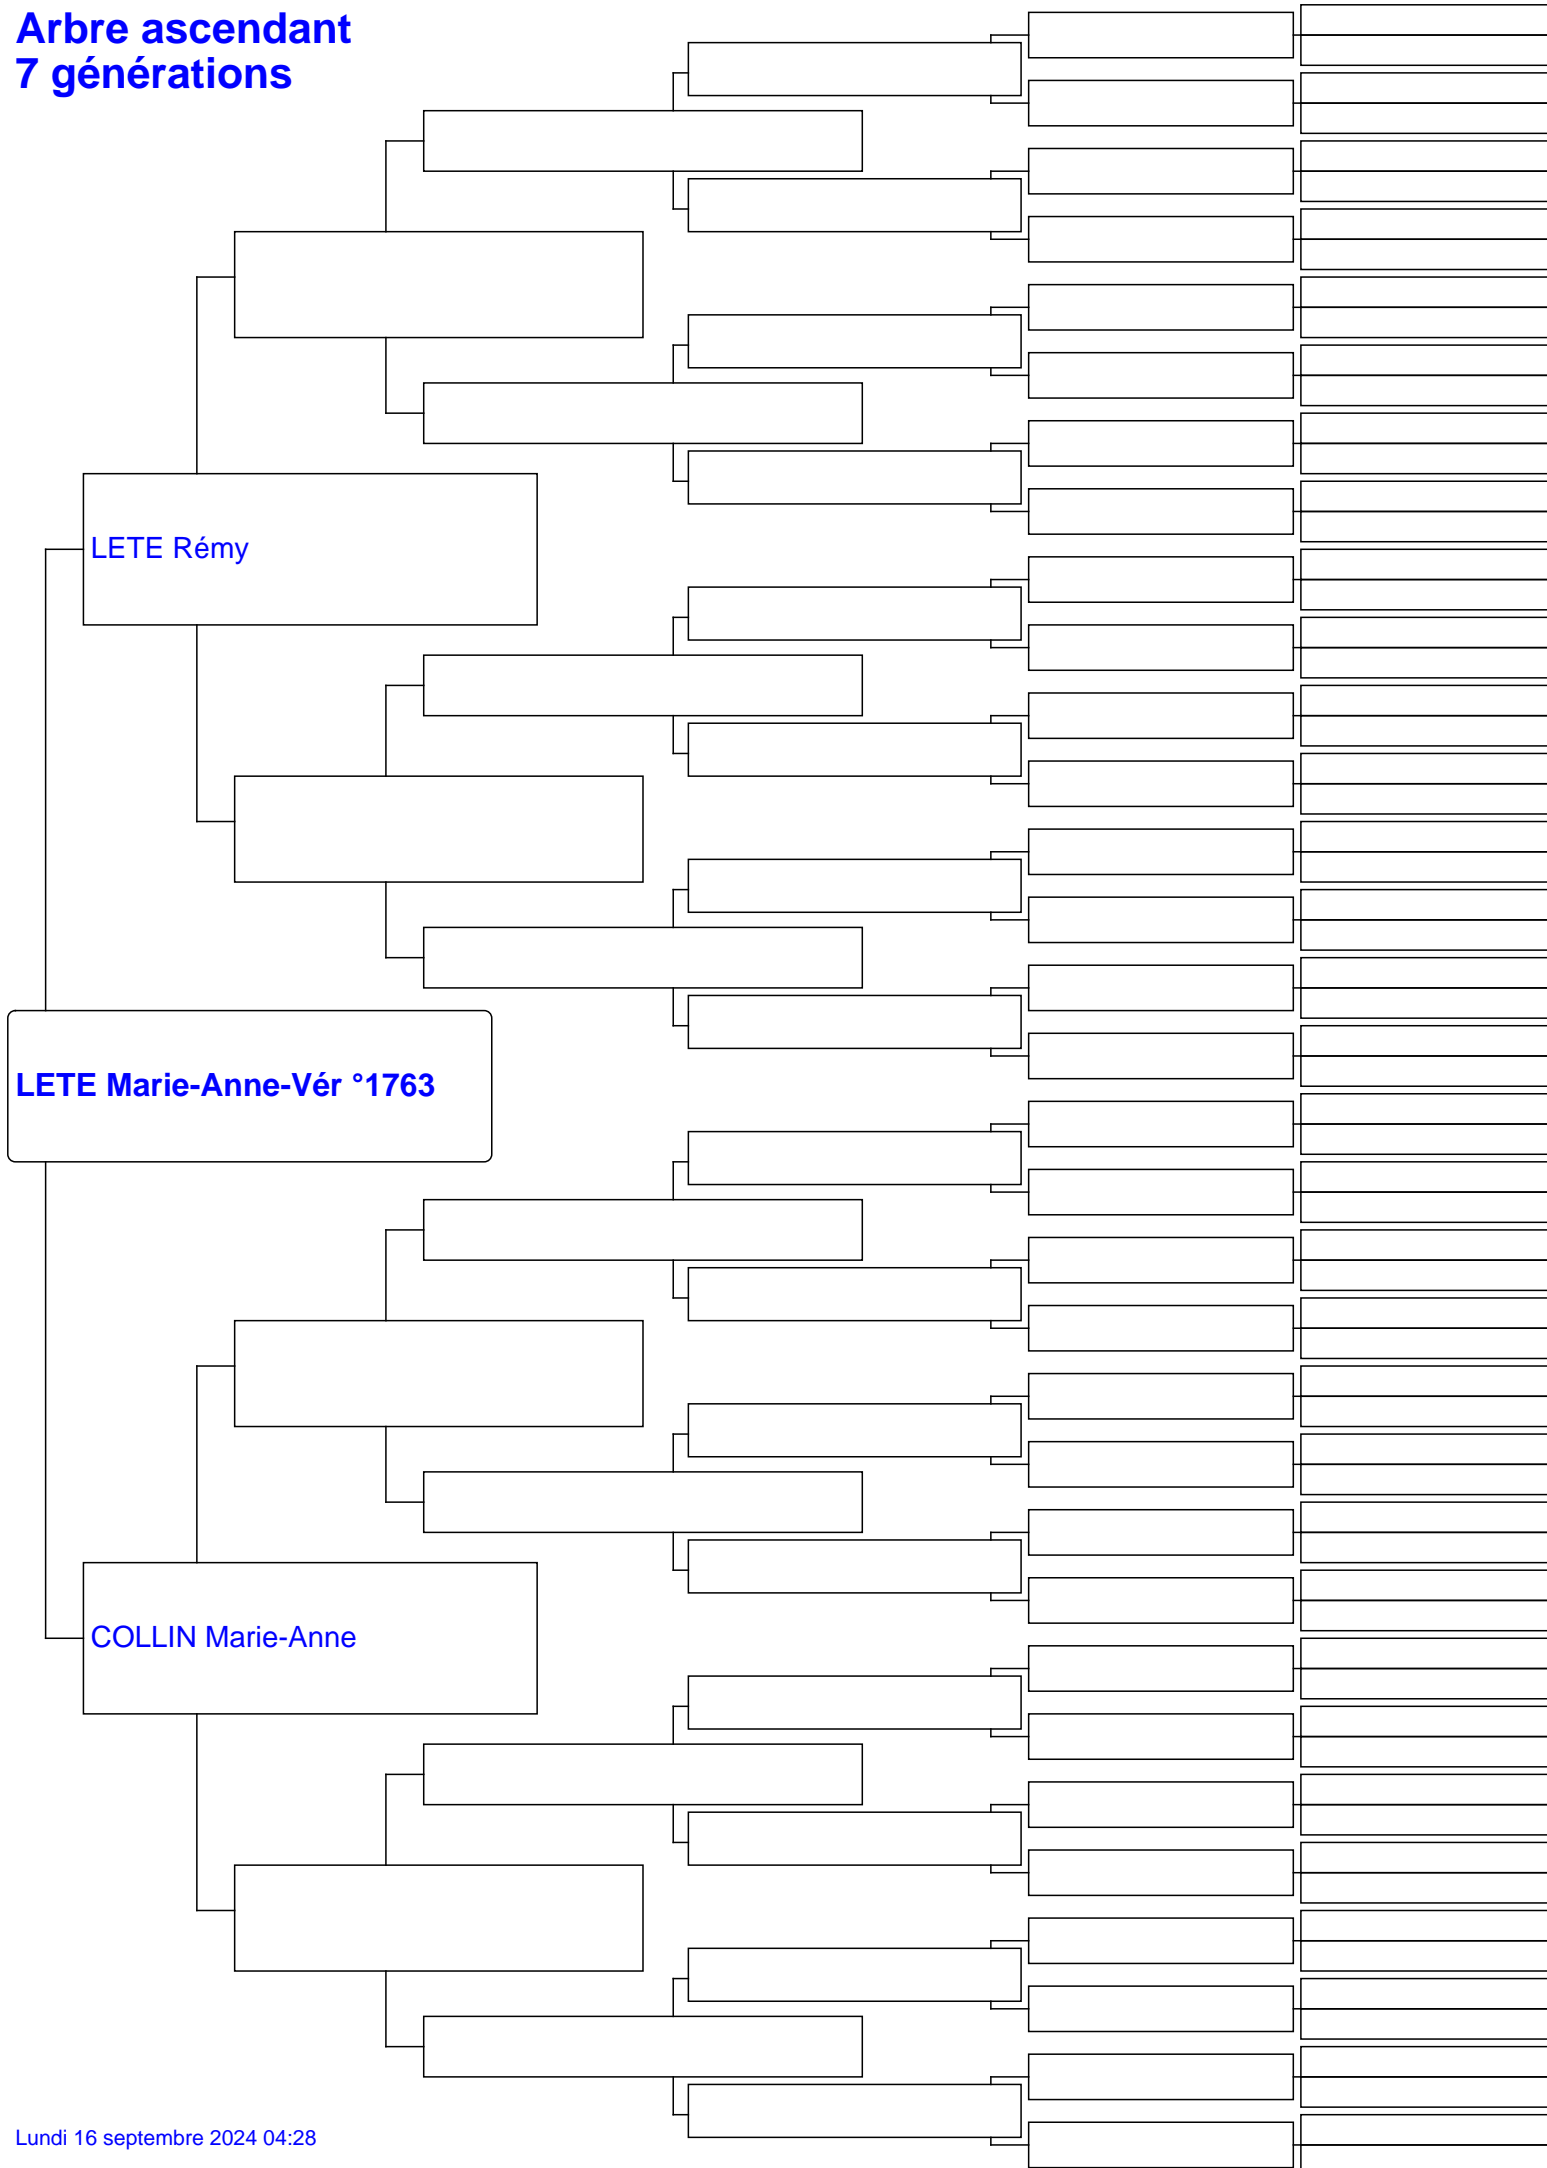 Arbre ascendant
7 générations
LETE Rémy
LETE Marie-Anne-Vér °1763
COLLIN Marie-Anne
Lundi 16 septembre 2024 04:28